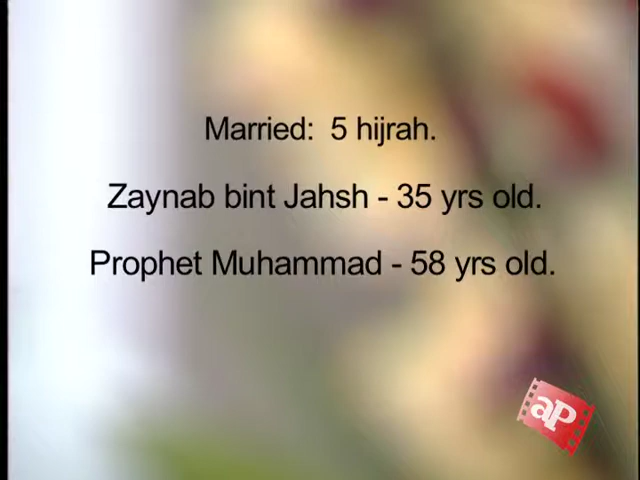 Married:  5 hijrah.
Zaynab bint Jahsh - 35 yrs old.
Prophet Muhammad - 58 yrs old.
aP